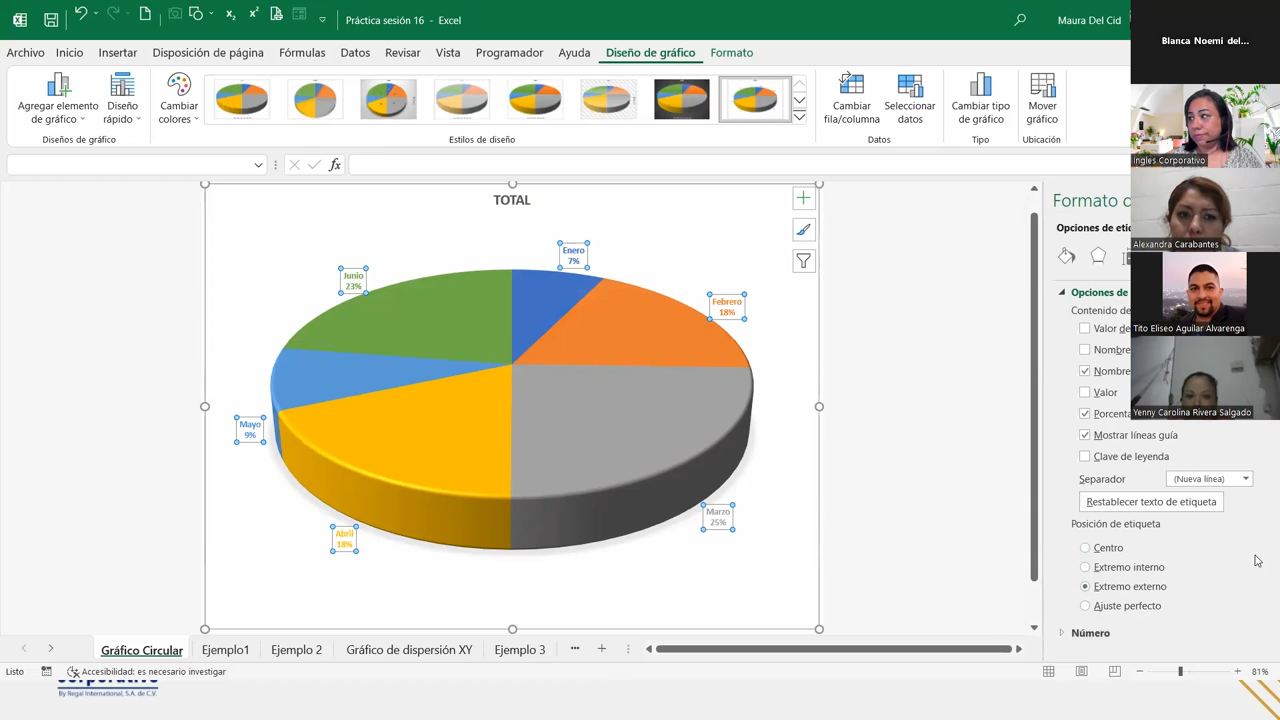 Práctica sesión 16 - Excel
Maura Del Cid
Blanca Noemi del...
Archivo Inicio Insertar Disposición de página Fórmulas Datos Revisar Vista Programador Ayuda Diseño de gráfico Formato
Agregar elemento de gráfico
Diseño rápido
Cambiar colores
Cambiar fila/columna
Seleccionar datos
Cambiar tipo de gráfico
Mover gráfico
Diseños de gráfico
Estilos de diseño
Datos
Tipo
Ubicación
Ingles Corporativo
fx
TOTAL
Enero
7%
Junio
23%
Febrero
18%
Mayo
9%
Marzo
25%
Abril
18%
Formato
Alexandra Carabantes
Opciones de
Opciones de
Contenido de
Valor de
Tito Eliseo Aguilar Alvarenga
Nombre
Valor
Yenny Carolina Rivera Salgado
Mostrar líneas guía
Clave de leyenda
Separador (Nueva línea)
Restablecer texto de etiqueta
Posición de etiqueta
Centro
Extremo interno
Extremo externo
Ajuste perfecto
Número
Gráfico Circular Ejemplo1 Ejemplo 2 Gráfico de dispersión XY Ejemplo 3
Listo Accesibilidad: es necesario investigar 81%
By Regal International, S.A. de C.V.